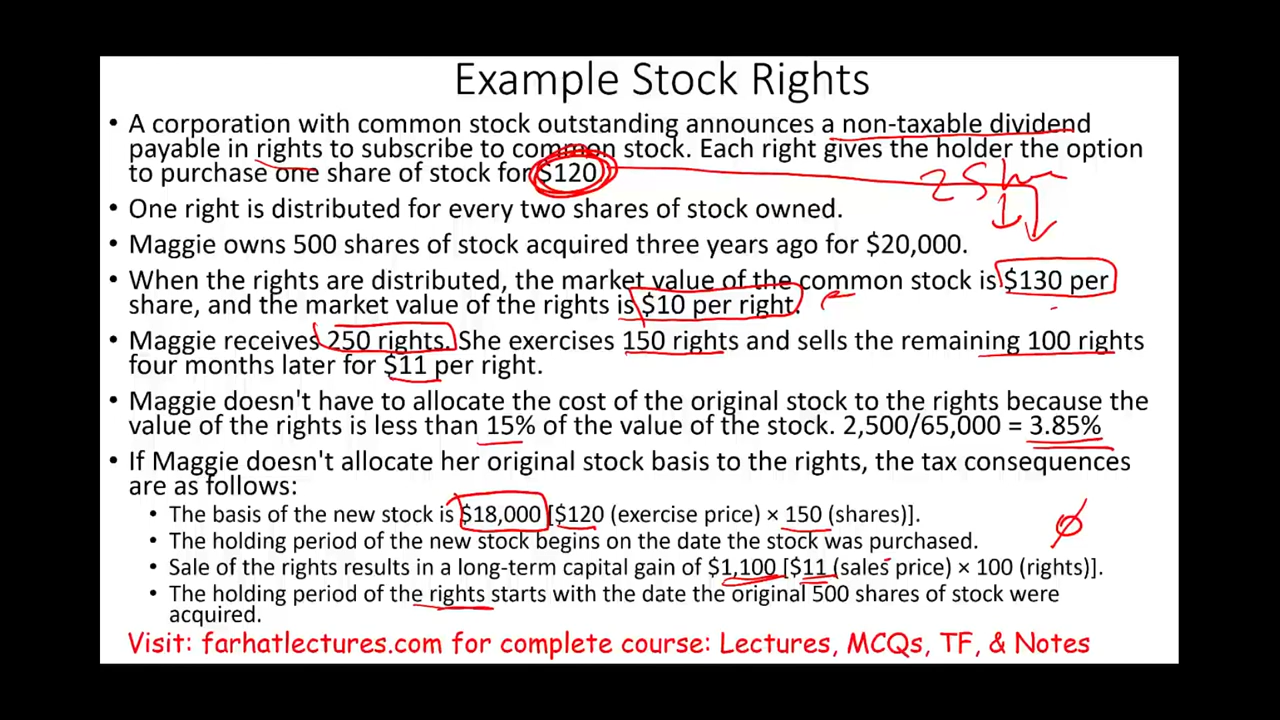 Example Stock Rights
• A corporation with common stock outstanding announces a non-taxable dividend
payable in rights to subscribe to common stock. Each right gives the holder the option
to purchase one share of stock for $120
• One right is distributed for every two shares of stock owned.
• Maggie owns 500 shares of stock acquired three years ago for $20,000.
• When the rights are distributed, the market value of the common stock is $130 per
share, and the market value of the rights is $10 per right.
• Maggie receives 250 rights. She exercises 150 rights and sells the remaining 100 rights
four months later for $11 per right.
• Maggie doesn't have to allocate the cost of the original stock to the rights because the
value of the rights is less than 15% of the value of the stock. 2,500/65,000 = 3.85%
• If Maggie doesn't allocate her original stock basis to the rights, the tax consequences
are as follows:
• The basis of the new stock is $18,000 [$120 (exercise price) × 150 (shares)].
• The holding period of the new stock begins on the date the stock was purchased.
• Sale of the rights results in a long-term capital gain of $1,100 [$11 (sales price) × 100 (rights)].
• The holding period of the rights starts with the date the original 500 shares of stock were
acquired.
Visit: farhatlectures.com for complete course: Lectures, MCQs, TF, & Notes